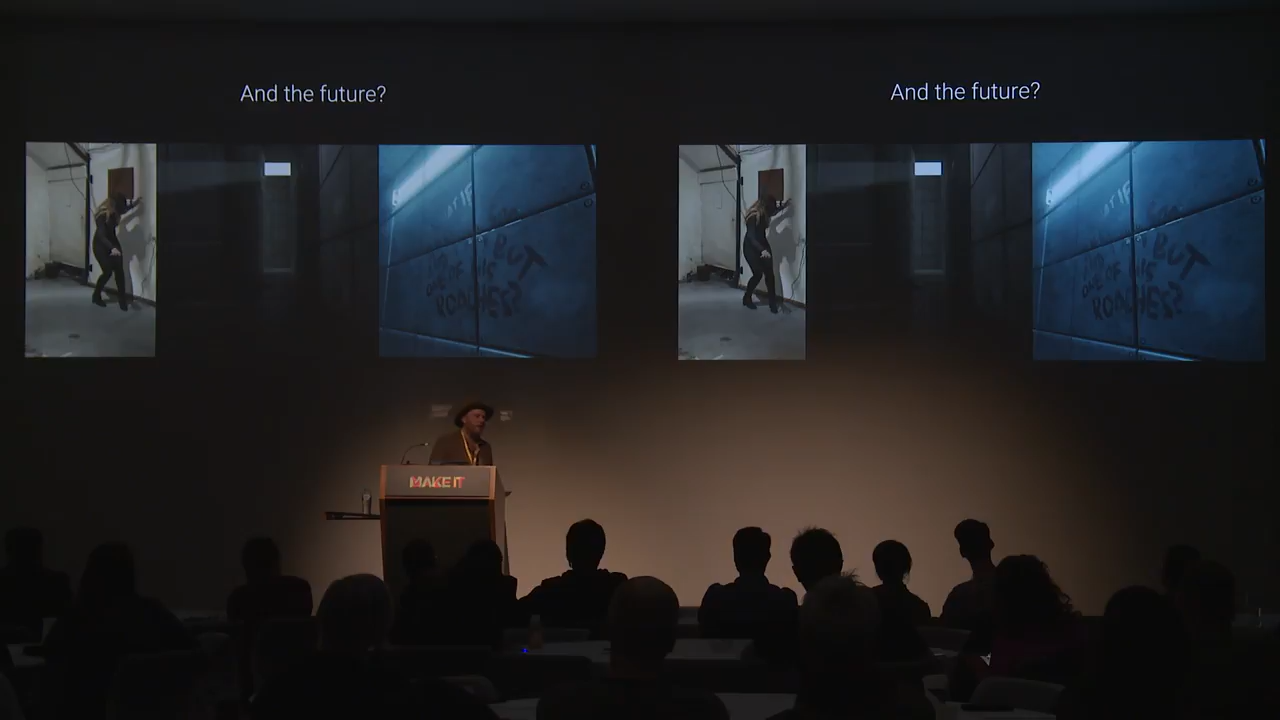 And the future?
And the future?
BUT
ROACHES?
BUT
ROACHES?
MAKE IT